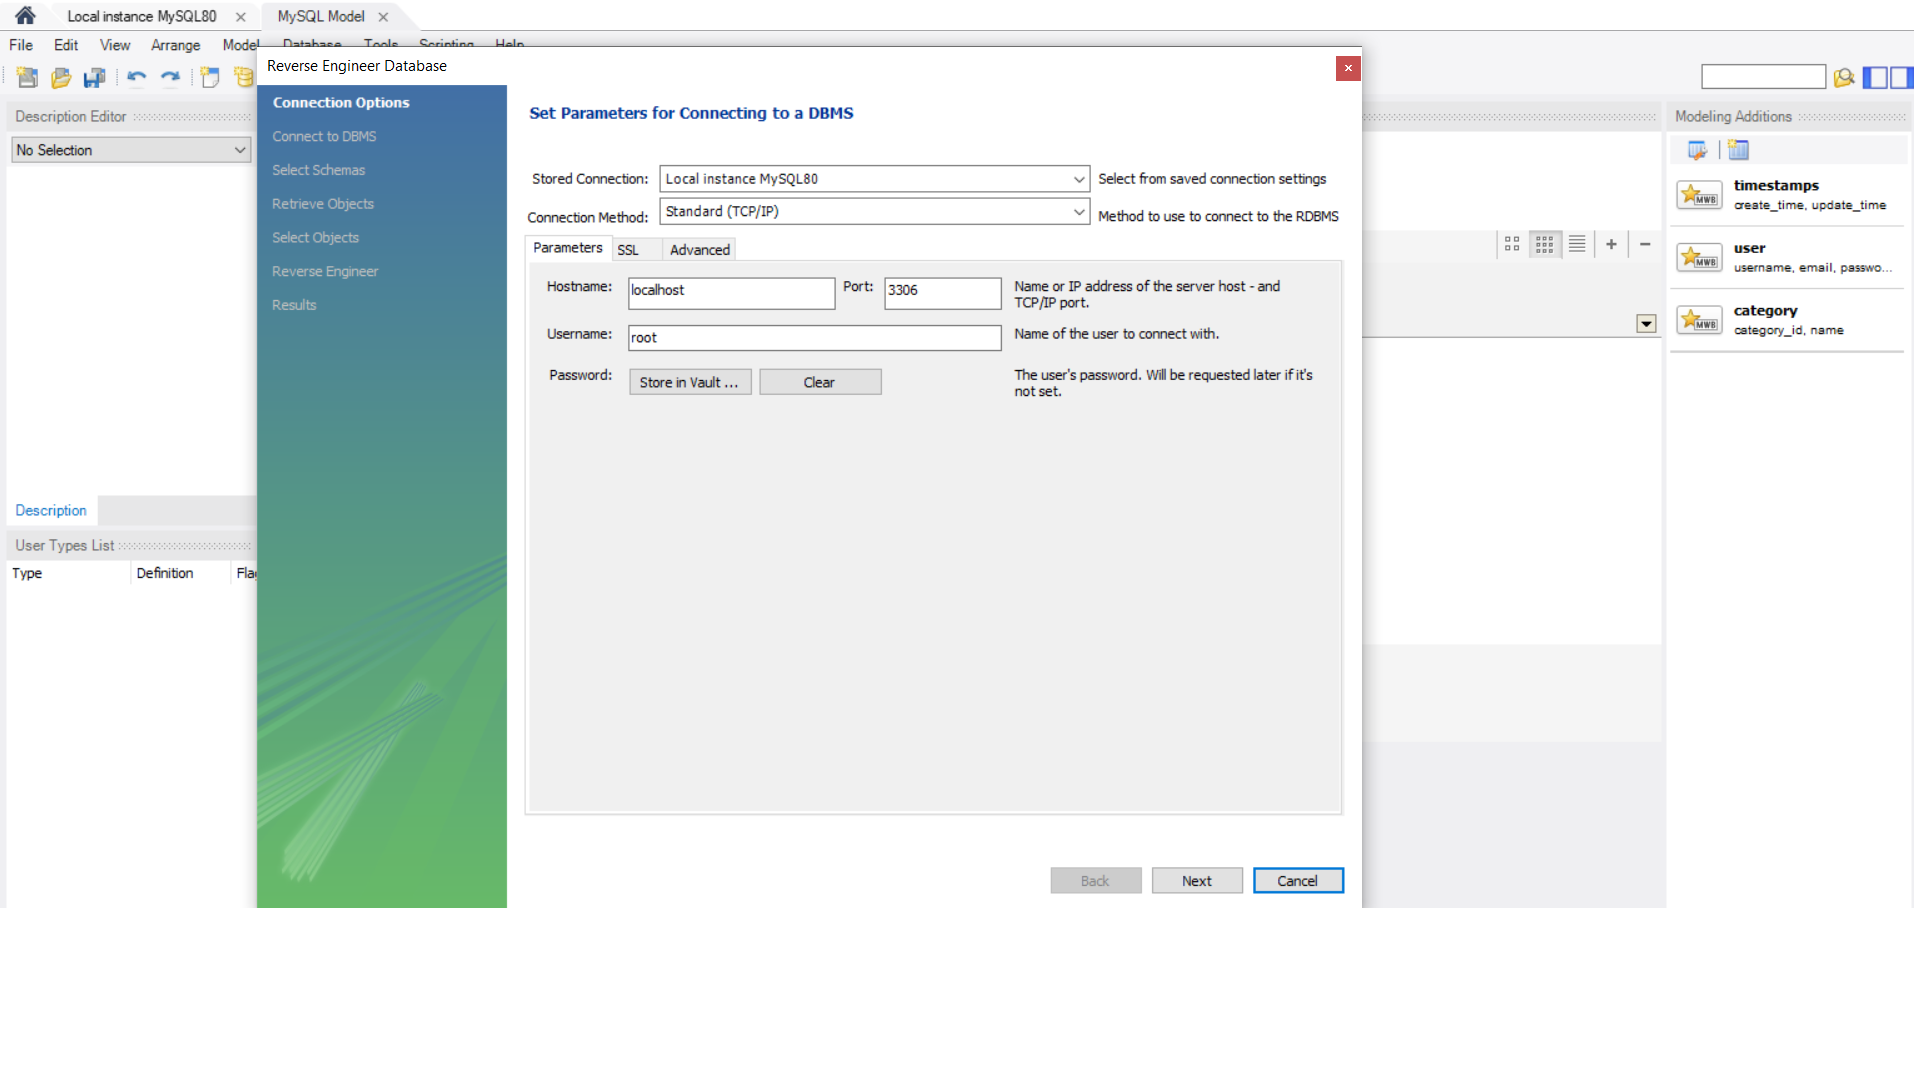 Local instance MySQL80
MySQL Model
File Edit View Arrange Model Database Tools Scripting Help
Reverse Engineer Database
Description Editor
No Selection
Description
User Types List
Type Definition
Connection Options
Connect to DBMS
Select Schemas
Retrieve Objects
Select Objects
Reverse Engineer
Results
Set Parameters for Connecting to a DBMS
Stored Connection: Local instance MySQL80 Select from saved connection settings
Connection Method: Standard (TCP/IP) Method to use to connect to the RDBMS
Parameters SSL Advanced
Hostname: localhost Port: 3306 Name or IP address of the server host - and
TCP/IP port.
Username: root Name of the user to connect with.
Password: Store in Vault ... Clear The user's password. Will be requested later if it's
not set.
Back Next Cancel
Modeling Additions
MWB
timestamps
create_time, update_time
MWB
user
username, email, passwo...
MWB
category
category_id, name